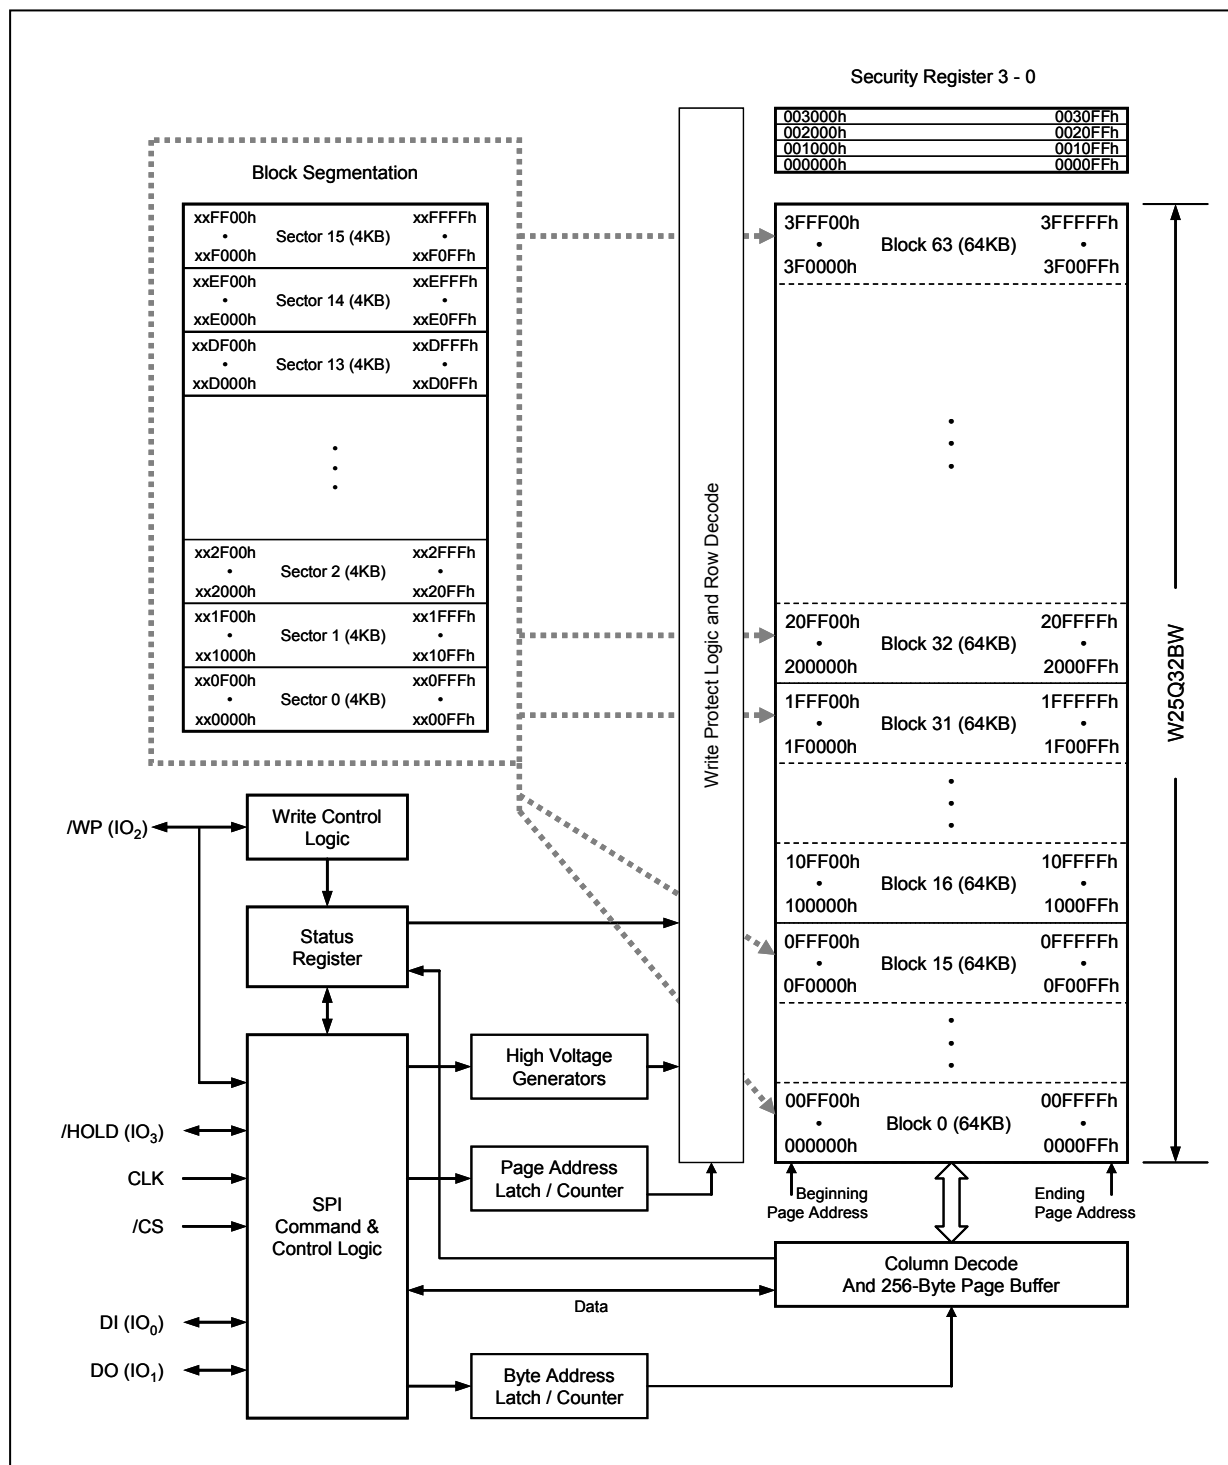 Security Register 3 - 0
003000h 0030FFh
002000h 0020FFh
001000h 0010FFh
000000h 0000FFh
Block Segmentation
xxFF00h xxFFFFh
• Sector 15 (4KB) •
xxF000h xxF0FFh
xxEF00h xxEFFFh
• Sector 14 (4KB) •
xxE000h xxE0FFh
xxDF00h xxDFFFh
• Sector 13 (4KB) •
xxD000h xxD0FFh
xx2F00h xx2FFFh
• Sector 2 (4KB) •
xx2000h xx20FFh
xx1F00h xx1FFFh
• Sector 1 (4KB) •
xx1000h xx10FFh
xx0F00h xx0FFFh
• Sector 0 (4KB) •
xx0000h xx00FFh
Write Protect Logic and Row Decode
3FFF00h 3FFFFFh
• Block 63 (64KB) •
3F0000h 3F00FFh
20FF00h 20FFFFh
• Block 32 (64KB) •
200000h 2000FFh
1FFF00h 1FFFFFh
• Block 31 (64KB) •
1F0000h 1F00FFh
10FF00h 10FFFFh
• Block 16 (64KB) •
100000h 1000FFh
0FFF00h 0FFFFFh
• Block 15 (64KB) •
0F0000h 0F00FFh
00FF00h 00FFFFh
• Block 0 (64KB) •
000000h 0000FFh
W25Q32BW
Beginning
Page Address
Ending
Page Address
/WP (IO2)
Write Control
Logic
Status
Register
High Voltage
Generators
/HOLD (IO3)
CLK
/CS
DI (IO0)
DO (IO1)
SPI
Command &
Control Logic
Page Address
Latch / Counter
Column Decode
And 256-Byte Page Buffer
Data
Byte Address
Latch / Counter